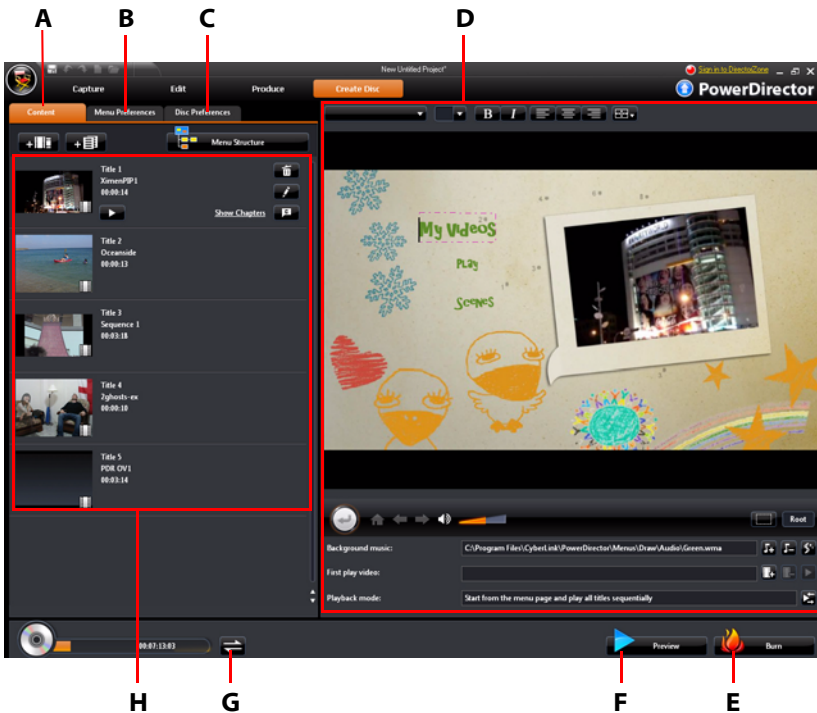 A B C D
New Untitled Project*
Sign in to DirectorZone
Capture Edit Produce Create Disc
PowerDirector
Content Menu Preferences Disc Preferences
B I
Menu Structure
Title 1
XimenPIP1
00:00:14
Show Chapters
Title 2
Oceanside
00:00:13
Title 3
Sequence 1
00:03:18
Title 4
2ghosts-ex
00:00:10
Title 5
PDR OV1
00:03:14
My Videos
Play
Scenes
Root
Background music: C:\Program Files\CyberLink\PowerDirector\Menus\Draw\Audio\Green.wma
First play video:
Playback mode: Start from the menu page and play all titles sequentially
00:07:13:03
Preview
Burn
H G F E